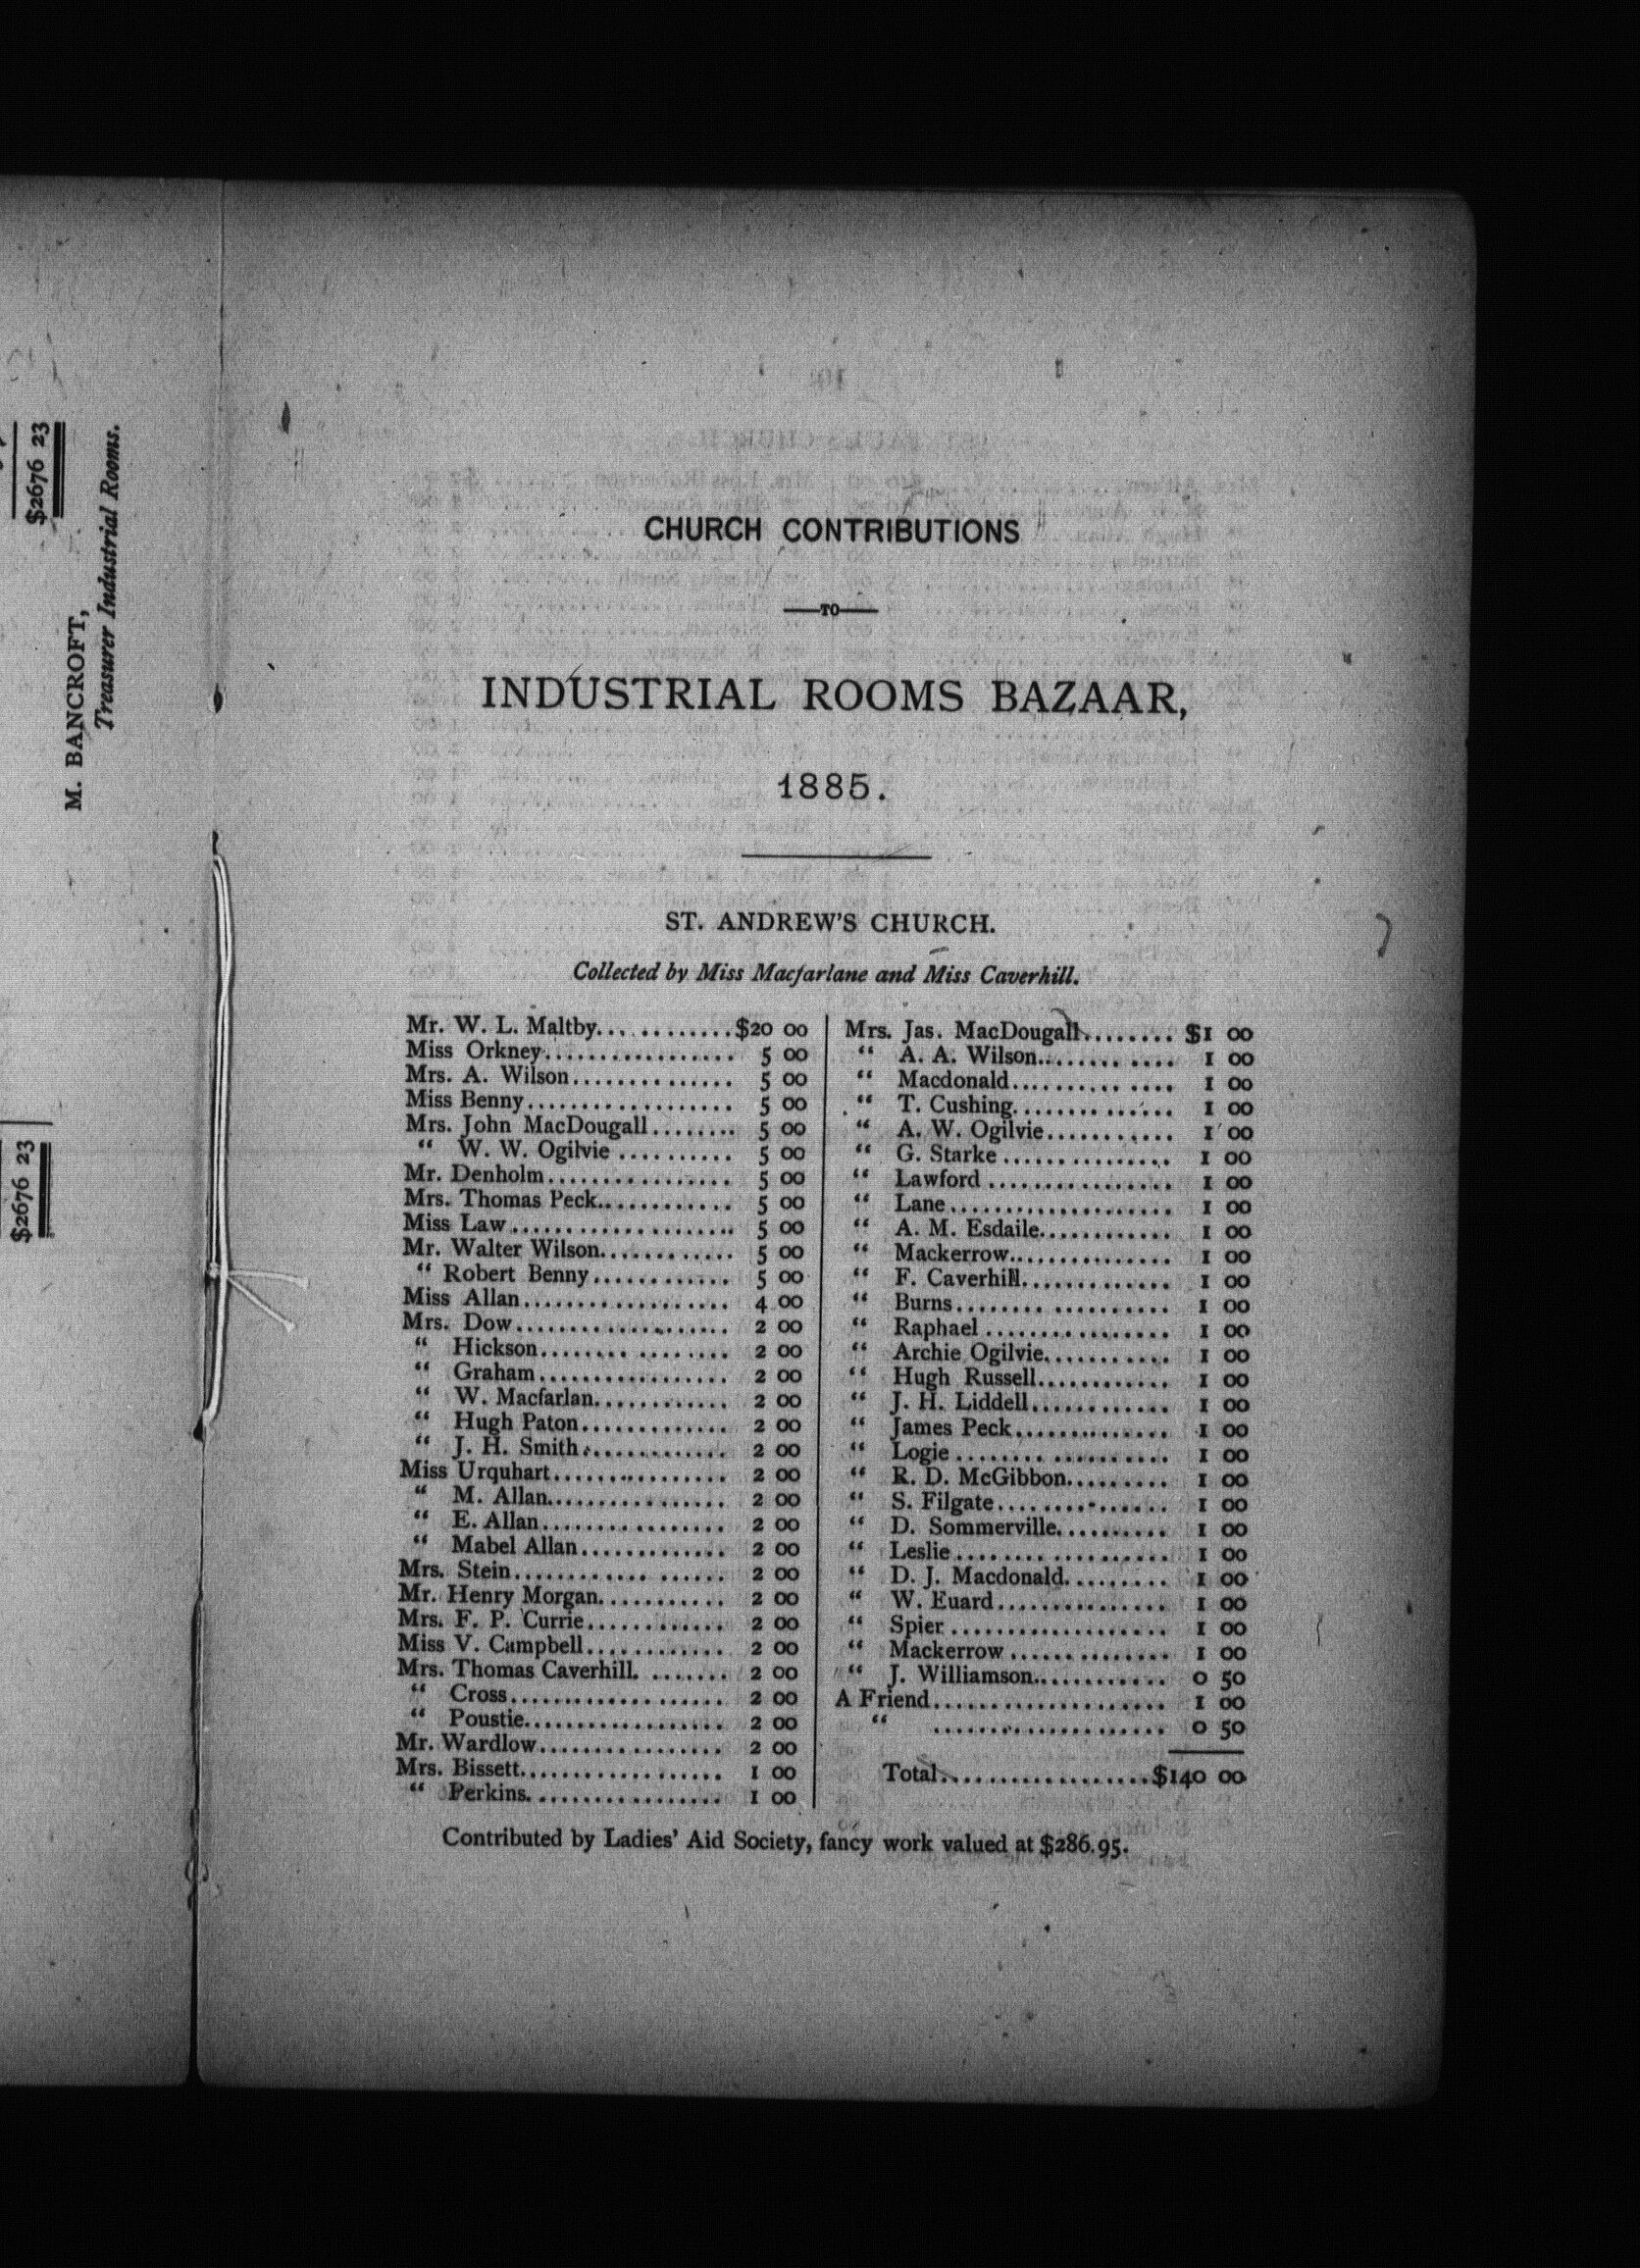 $2676 23
M. BANCROFT,
Treasurer Industrial Rooms.
$2676 23
CHURCH CONTRIBUTIONS
—TO—
INDUSTRIAL ROOMS BAZAAR,
1885.
ST. ANDREW'S CHURCH.
Collected by Miss Macfarlane and Miss Caverhill.
Mr. W. L. Maltby............$20 00
Miss Orkney................. 5 00
Mrs. A. Wilson.............. 5 00
Miss Benny.................. 5 00
Mrs. John MacDougall........ 5 00
“ W. W. Ogilvie .......... 5 00
Mr. Denholm................. 5 00
Mrs. Thomas Peck............ 5 00
Miss Law.................... 5 00
Mr. Walter Wilson........... 5 00
“ Robert Benny............ 5 00
Miss Allan.................. 4 00
Mrs. Dow.................... 2 00
“ Hickson................. 2 00
“ Graham.................. 2 00
“ W. Macfarlan............ 2 00
“ Hugh Paton.............. 2 00
“ J. H. Smith............. 2 00
Miss Urquhart............... 2 00
“ M. Allan................ 2 00
“ E. Allan................ 2 00
“ Mabel Allan............. 2 00
Mrs. Stein.................. 2 00
Mr. Henry Morgan............ 2 00
Mrs. F. P. Currie........... 2 00
Miss V. Campbell............ 2 00
Mrs. Thomas Caverhill. ....... 2 00
“ Cross................... 2 00
“ Poustie................. 2 00
Mr. Wardlow................. 2 00
Mrs. Bissett................ 1 00
“ Perkins................. 1 00
Mrs. Jas. MacDougall........ $1 00
“ A. A. Wilson............ 1 00
“ Macdonald............... 1 00
“ T. Cushing.............. 1 00
“ A. W. Ogilvie........... 1 00
“ G. Starke............... 1 00
“ Lawford ................ 1 00
“ Lane.................... 1 00
“ A. M. Esdaile........... 1 00
“ Mackerrow............... 1 00
“ F. Caverhill............ 1 00
“ Burns................... 1 00
“ Raphael................. 1 00
“ Archie Ogilvie.......... 1 00
“ Hugh Russell............ 1 00
“ J. H. Liddell........... 1 00
“ James Peck.............. 1 00
“ Logie................... 1 00
“ R. D. McGibbon.......... 1 00
“ S. Filgate.............. 1 00
“ D. Sommerville.......... 1 00
“ Leslie.................. 1 00
“ D. J. Macdonald......... 1 00
“ W. Euard................ 1 00
“ Spier................... 1 00
“ Mackerrow .............. 1 00
“ J. Williamson........... 0 50
A Friend.................... 1 00
“ ................... 0 50
Total...................$140 00
Contributed by Ladies' Aid Society, fancy work valued at $286.95.